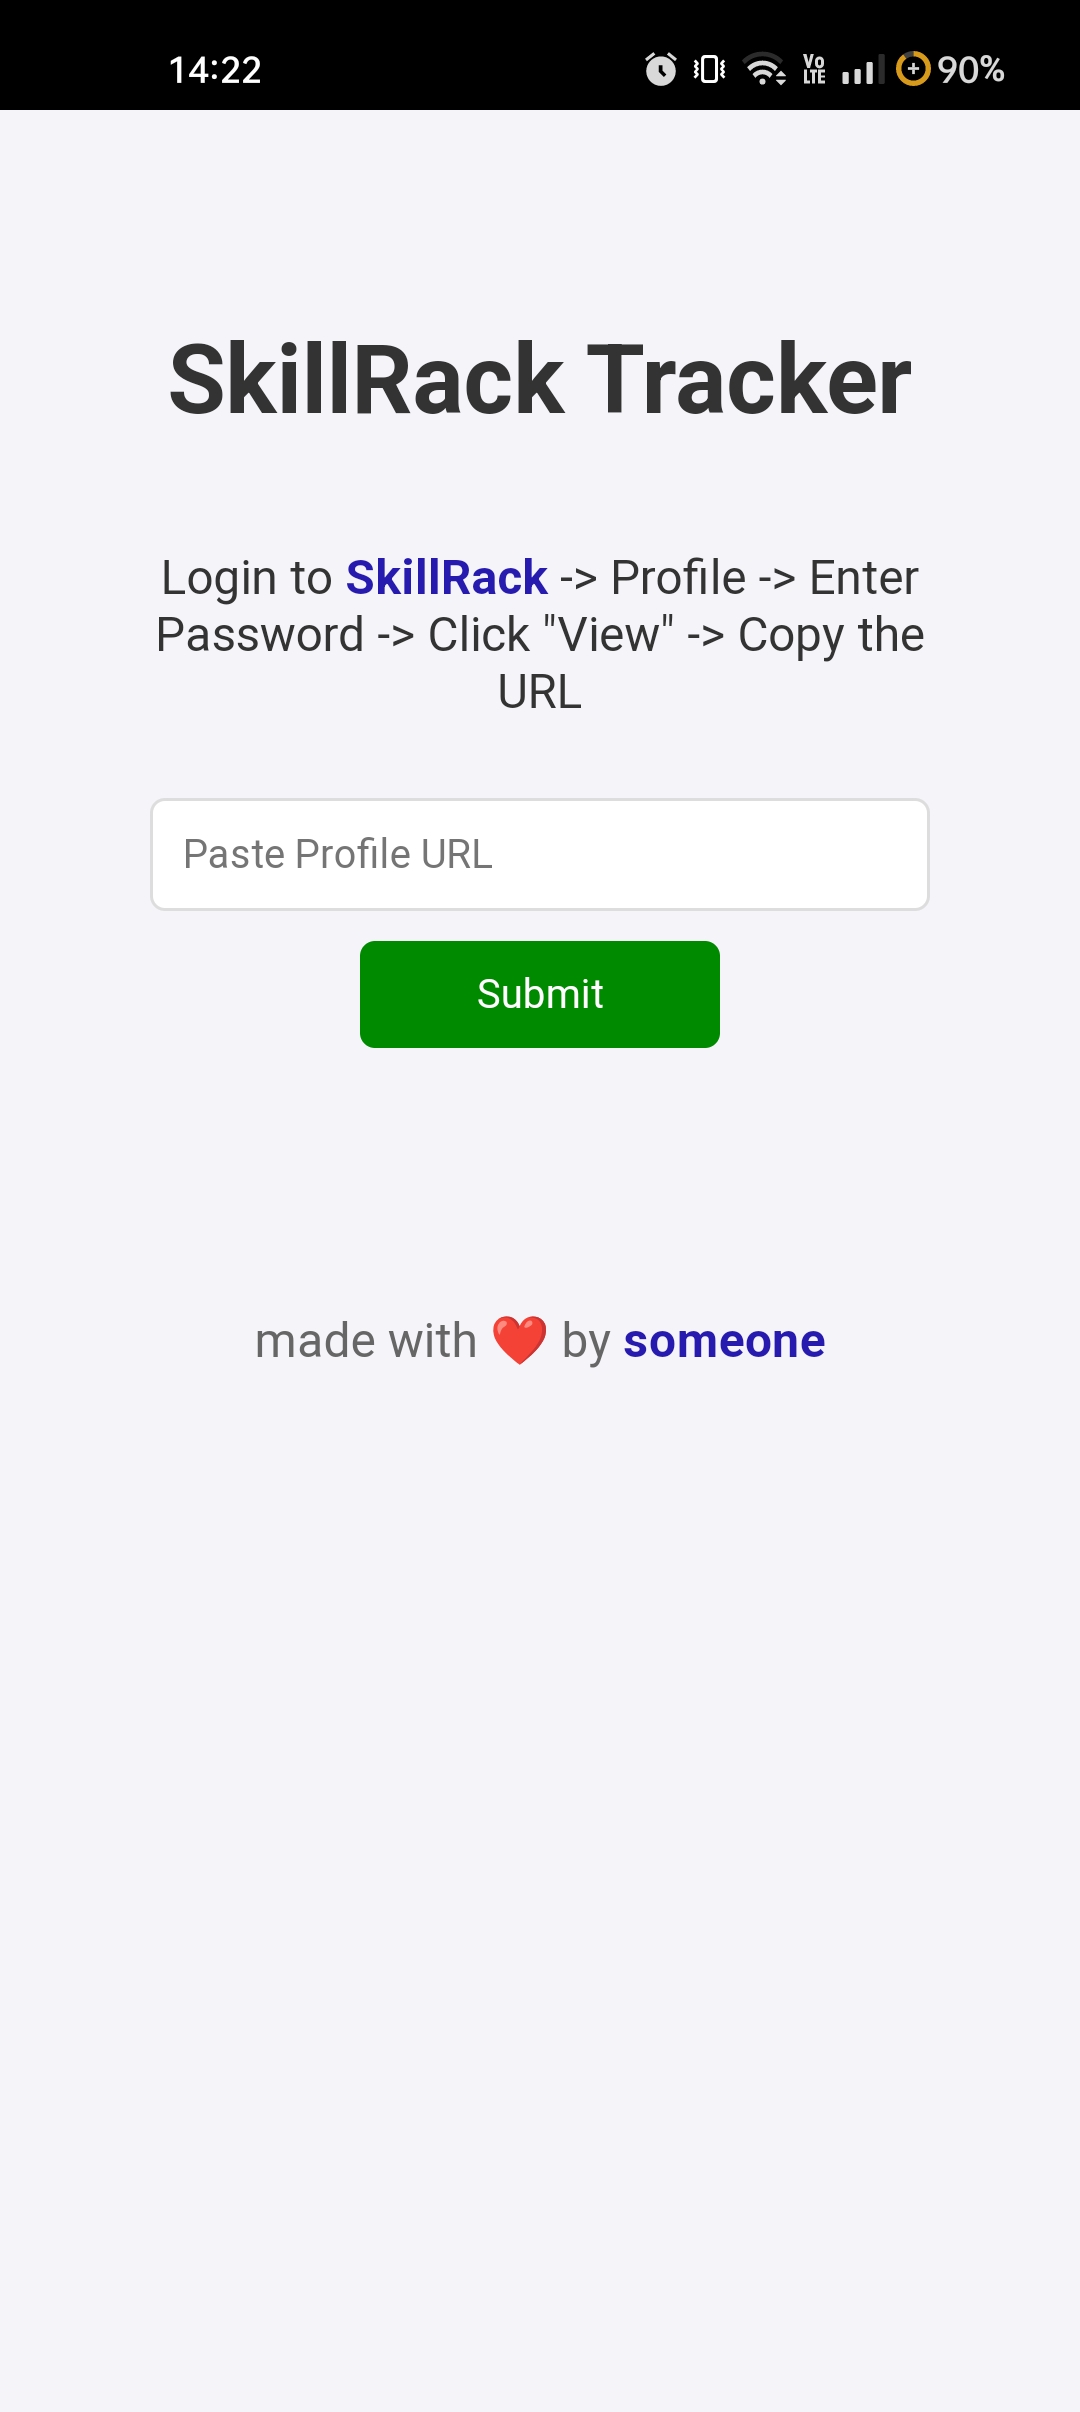 14:22 Vo LTE 90%
SkillRack Tracker
Login to SkillRack -> Profile -> Enter
Password -> Click "View" -> Copy the
URL
Paste Profile URL
Submit
made with ❤️ by someone